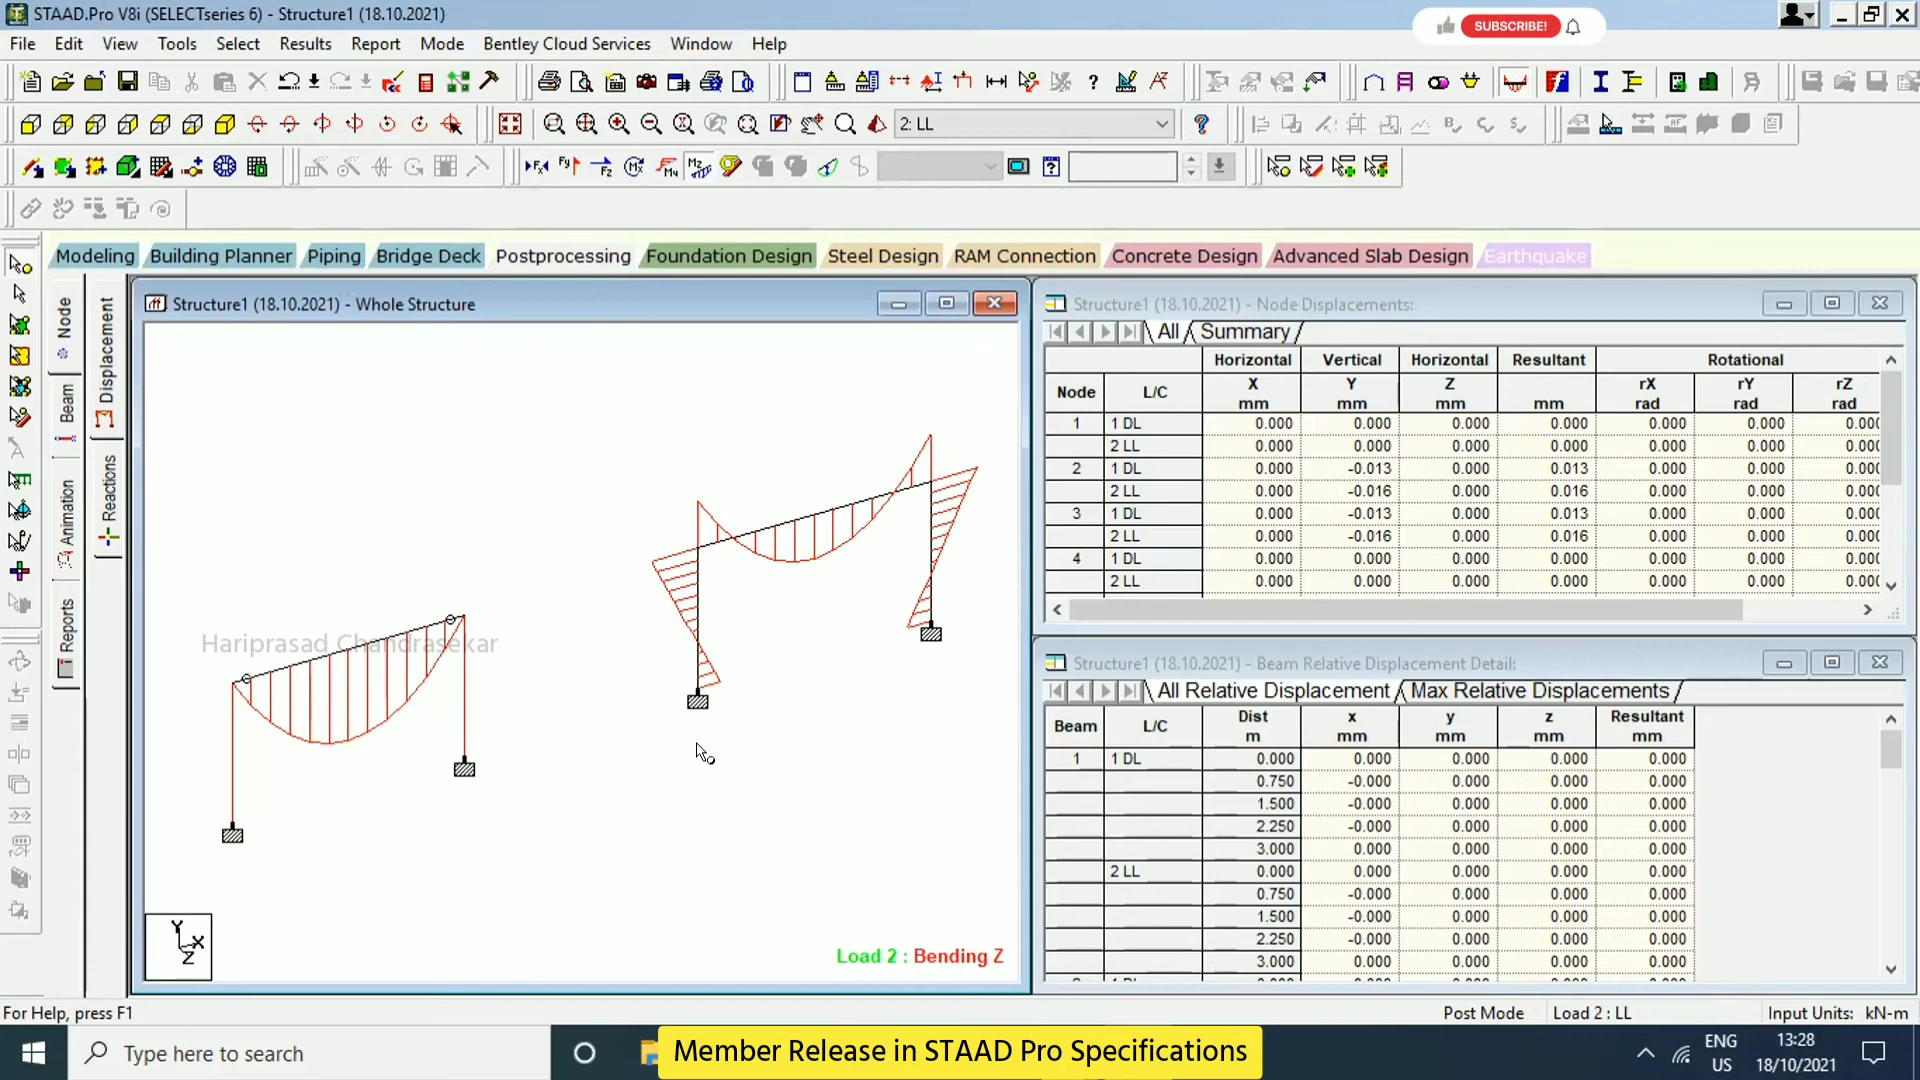 STAAD.Pro V8i (SELECTseries 6) - Structure1 (18.10.2021)
SUBSCRIBE!
File Edit View Tools Select Results Report Mode Bentley Cloud Services Window Help
2: LL
Modeling Building Planner Piping Bridge Deck Postprocessing Foundation Design Steel Design RAM Connection Concrete Design Advanced Slab Design Earthquake
Node
Beam
Animation
Reports
Displacement
Reactions
Structure1 (18.10.2021) - Whole Structure
Hariprasad Chandrasekar
Y
X
Z
Load 2 : Bending Z
Structure1 (18.10.2021) - Node Displacements:
All Summary
Horizontal Vertical Horizontal Resultant Rotational
Node L/C X mm Y mm Z mm mm rX rad rY rad rZ rad
1 1 DL 0.000 0.000 0.000 0.000 0.000 0.000 0.000
2 LL 0.000 0.000 0.000 0.000 0.000 0.000 0.000
2 1 DL 0.000 -0.013 0.000 0.013 0.000 0.000 0.000
2 LL 0.000 -0.016 0.000 0.016 0.000 0.000 0.000
3 1 DL 0.000 -0.013 0.000 0.013 0.000 0.000 0.000
2 LL 0.000 -0.016 0.000 0.016 0.000 0.000 0.000
4 1 DL 0.000 0.000 0.000 0.000 0.000 0.000 0.000
2 LL 0.000 0.000 0.000 0.000 0.000 0.000 0.000
Structure1 (18.10.2021) - Beam Relative Displacement Detail:
All Relative Displacement Max Relative Displacements
Beam L/C Dist m x mm y mm z mm Resultant mm
1 1 DL 0.000 0.000 0.000 0.000 0.000
0.750 -0.000 0.000 0.000 0.000
1.500 -0.000 0.000 0.000 0.000
2.250 -0.000 0.000 0.000 0.000
3.000 0.000 0.000 0.000 0.000
2 LL 0.000 0.000 0.000 0.000 0.000
0.750 -0.000 0.000 0.000 0.000
1.500 -0.000 0.000 0.000 0.000
2.250 -0.000 0.000 0.000 0.000
3.000 0.000 0.000 0.000 0.000
For Help, press F1
Post Mode Load 2 : LL Input Units: kN-m
Type here to search
Member Release in STAAD Pro Specifications
ENG
US
13:28
18/10/2021